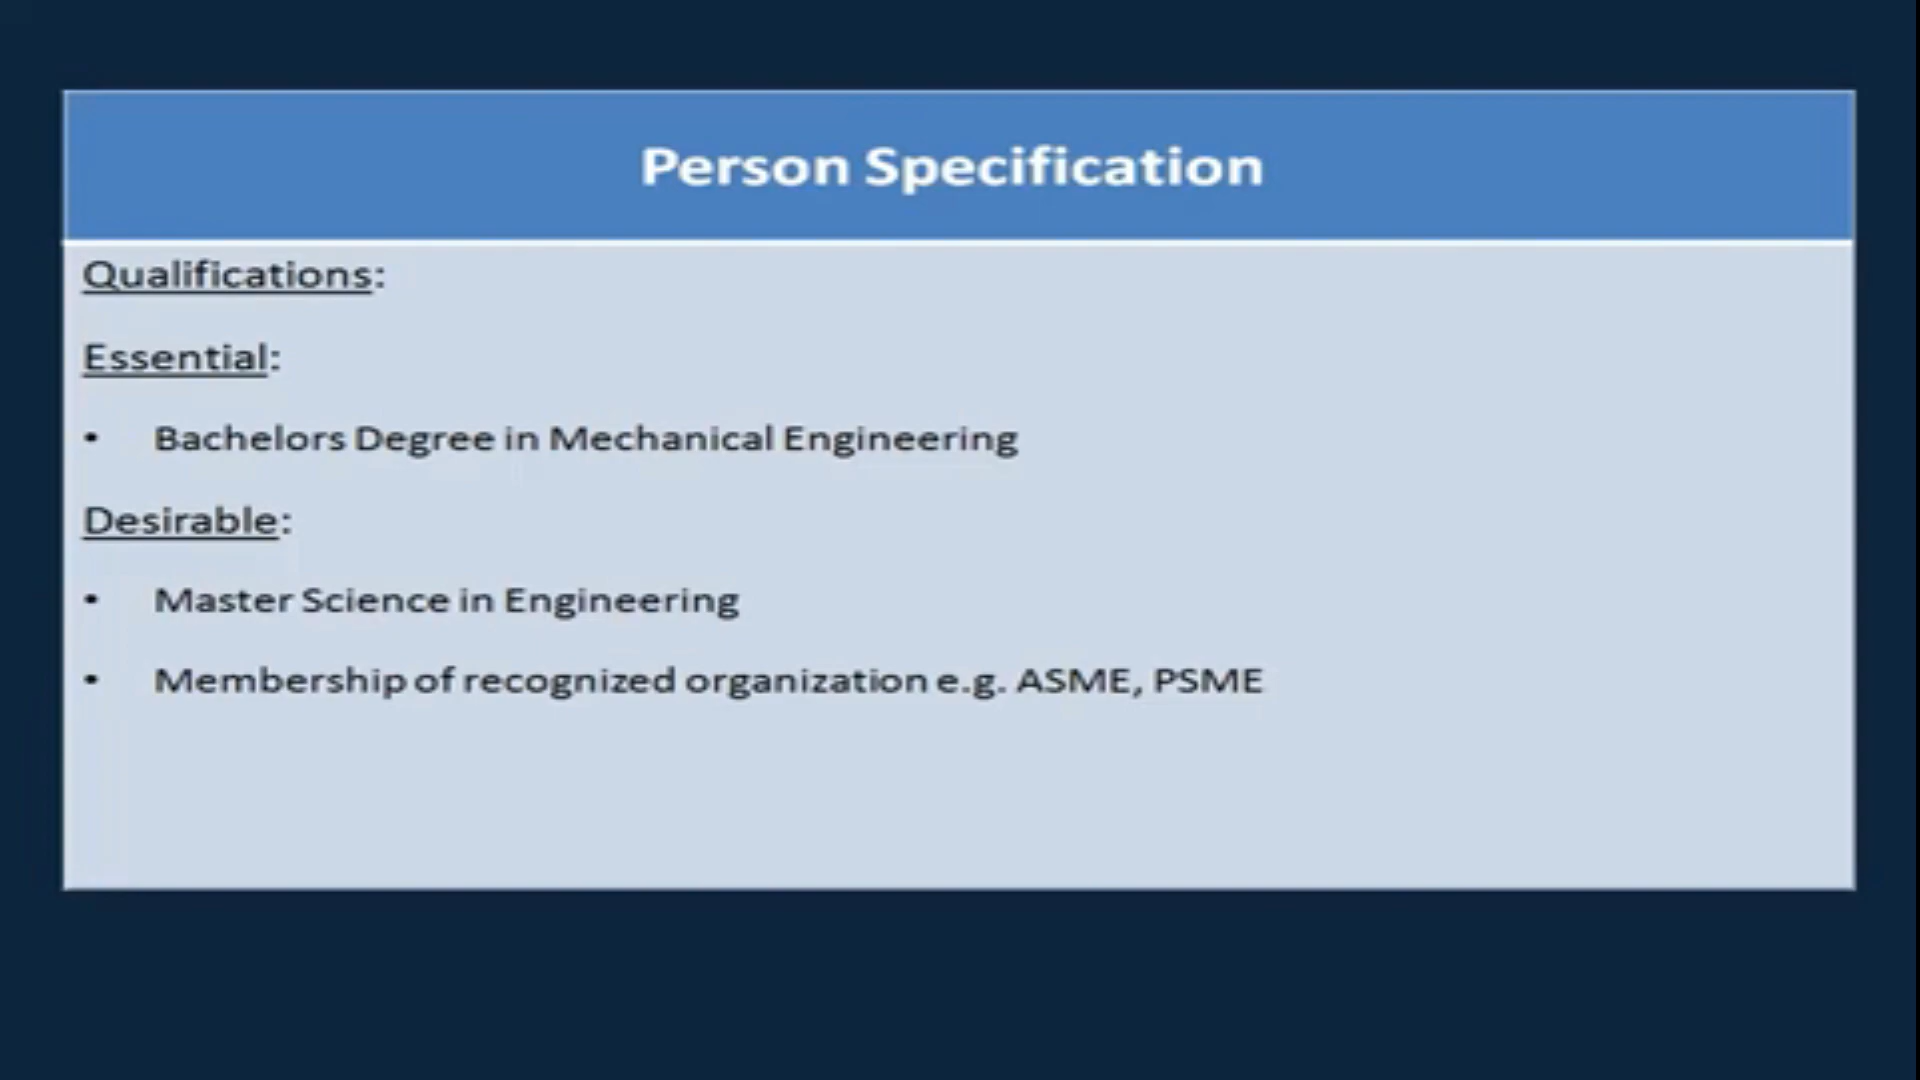 Person Specification
Qualifications:
Essential:
• Bachelors Degree in Mechanical Engineering
Desirable:
• Master Science in Engineering
• Membership of recognized organization e.g. ASME, PSME